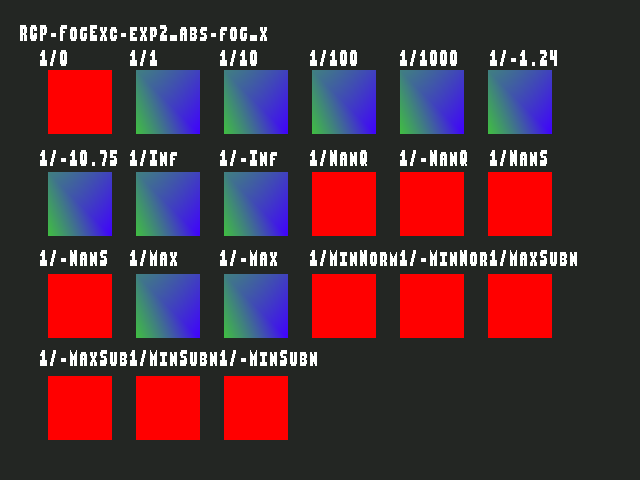 RCP-FogExc-exp2_abs-fog_x
1/0 1/1 1/10 1/100 1/1000 1/-1.24
1/-10.75 1/Inf 1/-Inf 1/NanQ 1/-NanQ 1/NanS
1/-NanS 1/Max 1/-Max 1/MinNorm1/-MinNor1/MaxSubN
1/-MaxSub1/MinSubN1/-MinSubN